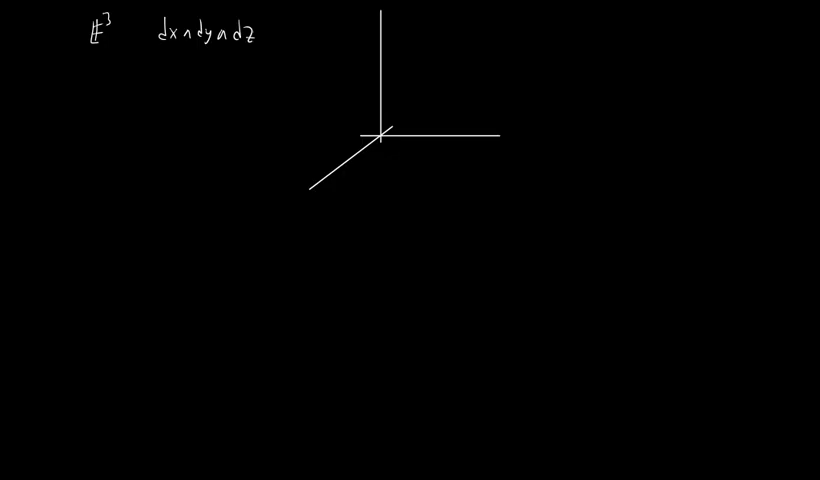 𝔼³ dx ∧ dy ∧ dz